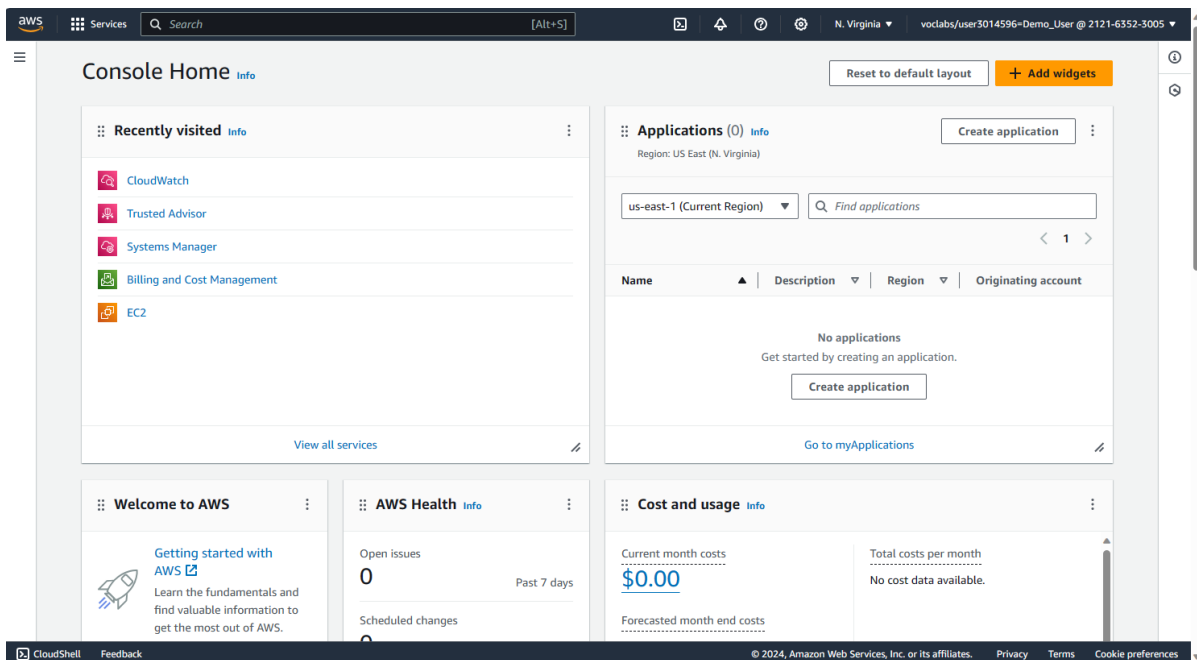 aws Services Search [Alt+S] N. Virginia voclabs/user3014596=Demo_User @ 2121-6352-3005
Console Home Info
Reset to default layout + Add widgets
Recently visited Info
CloudWatch
Trusted Advisor
Systems Manager
Billing and Cost Management
EC2
View all services
Applications (0) Info
Create application
Region: US East (N. Virginia)
us-east-1 (Current Region) Find applications
1
Name Description Region Originating account
No applications
Get started by creating an application.
Create application
Go to myApplications
Welcome to AWS
Getting started with
AWS
Learn the fundamentals and
find valuable information to
get the most out of AWS.
AWS Health Info
Open issues
0 Past 7 days
Scheduled changes
0
Cost and usage Info
Current month costs
$0.00
Forecasted month end costs
Total costs per month
No cost data available.
CloudShell Feedback © 2024, Amazon Web Services, Inc. or its affiliates. Privacy Terms Cookie preferences